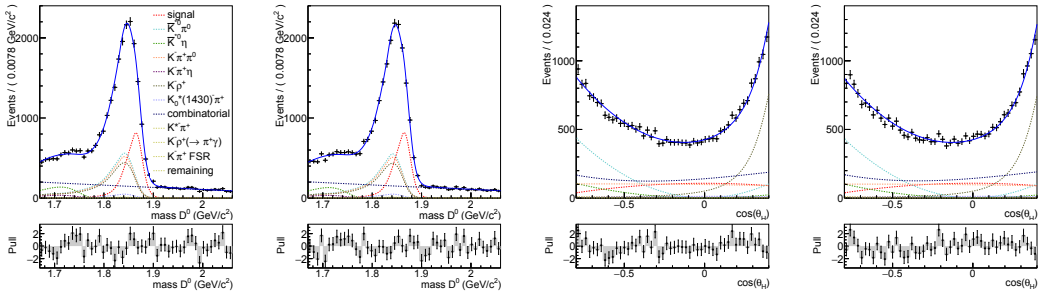 Events / ( 0.0078 GeV/c² )
2000
1000
0
signal
K̅*⁰ π⁰
K̅*⁰ η
K⁻π⁺π⁰
K⁻π⁺η
K⁻ρ⁺
K₀*(1430)⁻π⁺
combinatorial
K*⁻π⁺
K⁻ρ⁺(→ π⁺γ)
K⁻π⁺ FSR
remaining
1.7 1.8 1.9 2
mass D⁰ (GeV/c²)
Pull
2
0
−2
1.7 1.8 1.9 2
mass D⁰ (GeV/c²)
Events / ( 0.0078 GeV/c² )
2000
1000
0
1.7 1.8 1.9 2
mass D⁰ (GeV/c²)
Pull
2
0
−2
1.7 1.8 1.9 2
mass D⁰ (GeV/c²)
Events / ( 0.024 )
1000
500
0
−0.5 0
cos(θ_H)
Pull
2
0
−2
−0.5 0
cos(θ_H)
Events / ( 0.024 )
1000
500
0
−0.5 0
cos(θ_H)
Pull
2
0
−2
−0.5 0
cos(θ_H)